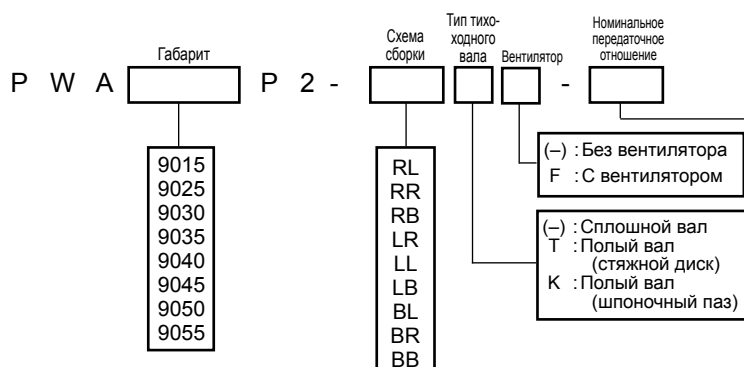 Габарит
Схема
сборки
Тип тихо-
ходного
вала
Вентилятор
Номинальное
передаточное
отношение
P W A P 2 - -
9015
9025
9030
9035
9040
9045
9050
9055
RL
RR
RB
LR
LL
LB
BL
BR
BB
(–) : Без вентилятора
F : С вентилятором
(–) : Сплошной вал
T : Полый вал
(стяжной диск)
K : Полый вал
(шпоночный паз)